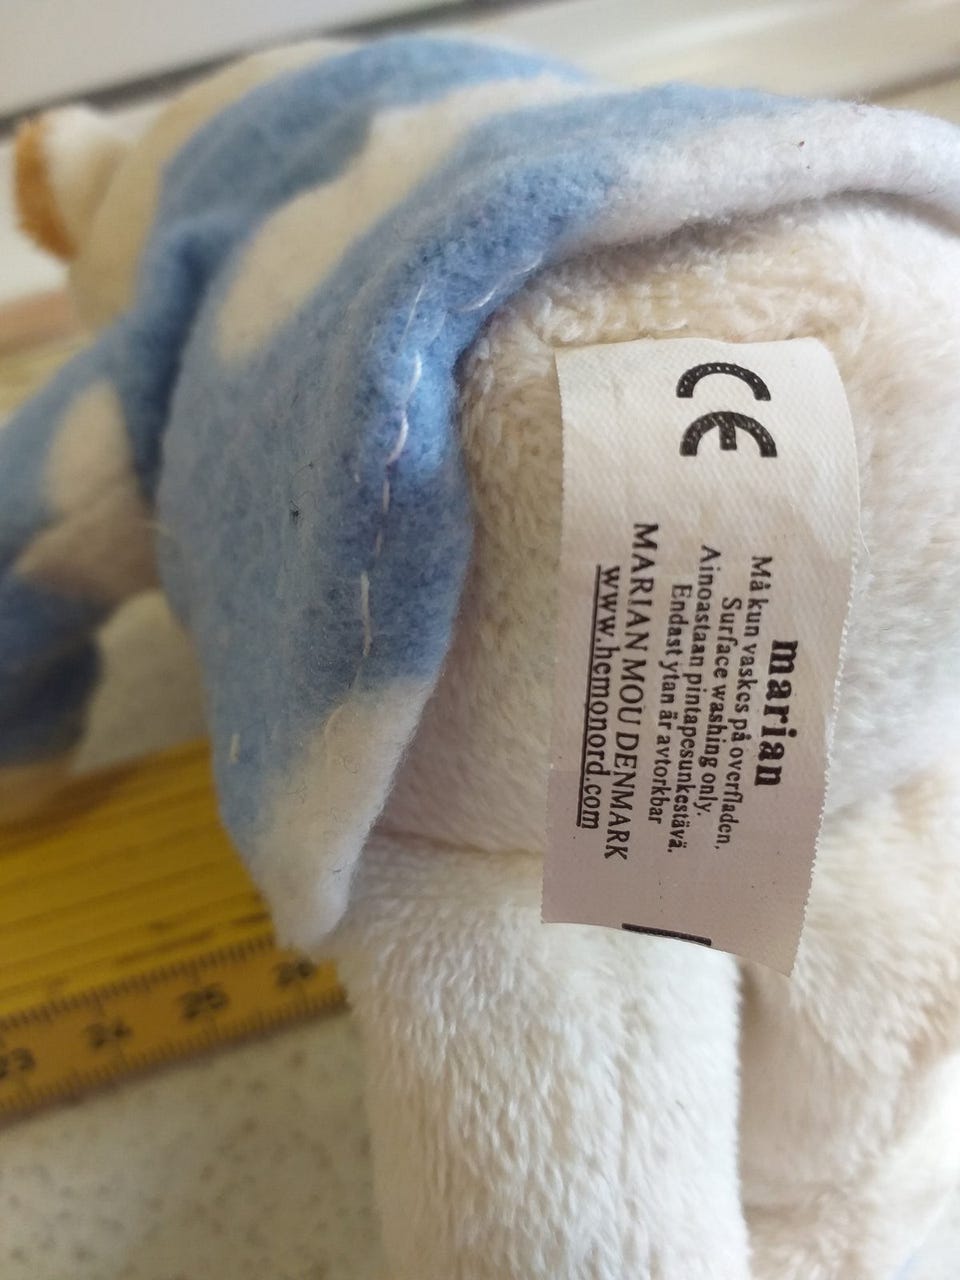 CE
marian
Må kun vaskes på overfladen,
Surface washing only.
Ainoastaan pintapesunkestävä.
Endast ytan är avtorkbar
MARIAN MOU DENMARK
www.hemonord.com
23 24 25 26